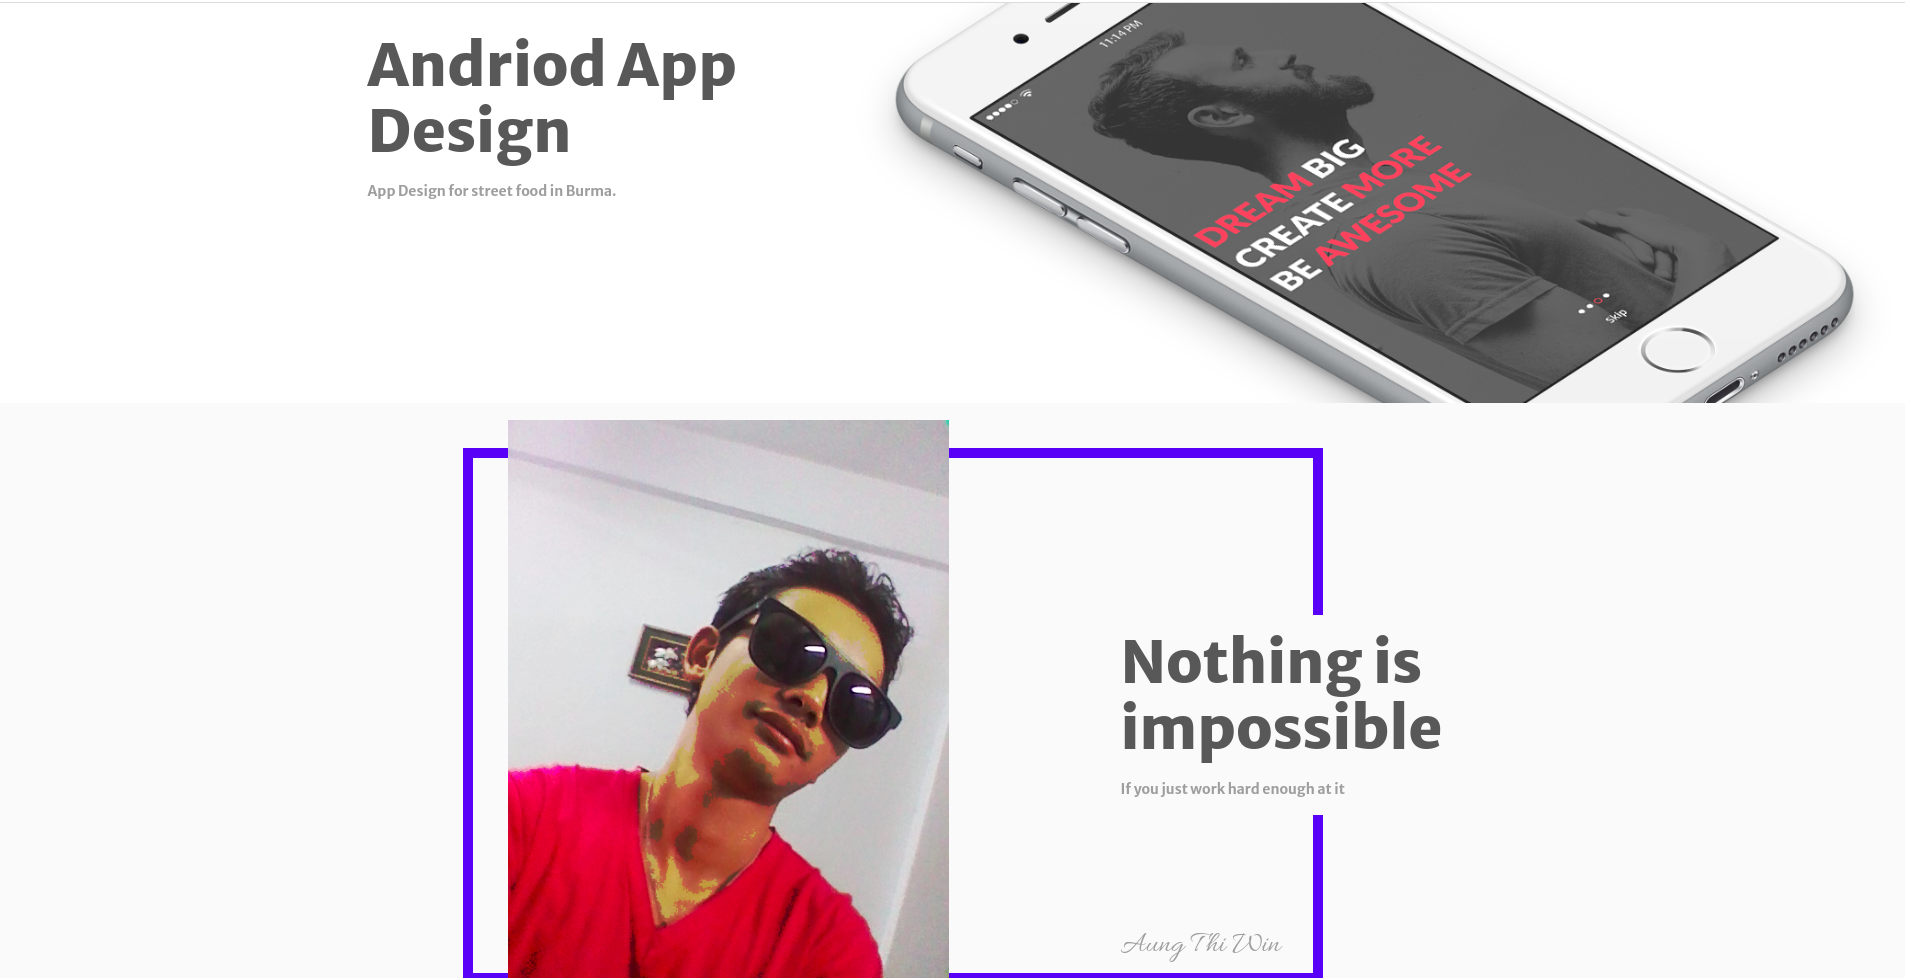 Andriod App
Design
App Design for street food in Burma.
11:14 PM
DREAM BIG
CREATE MORE
BE AWESOME
Skip
Nothing is
impossible
If you just work hard enough at it
Aung Thi Win